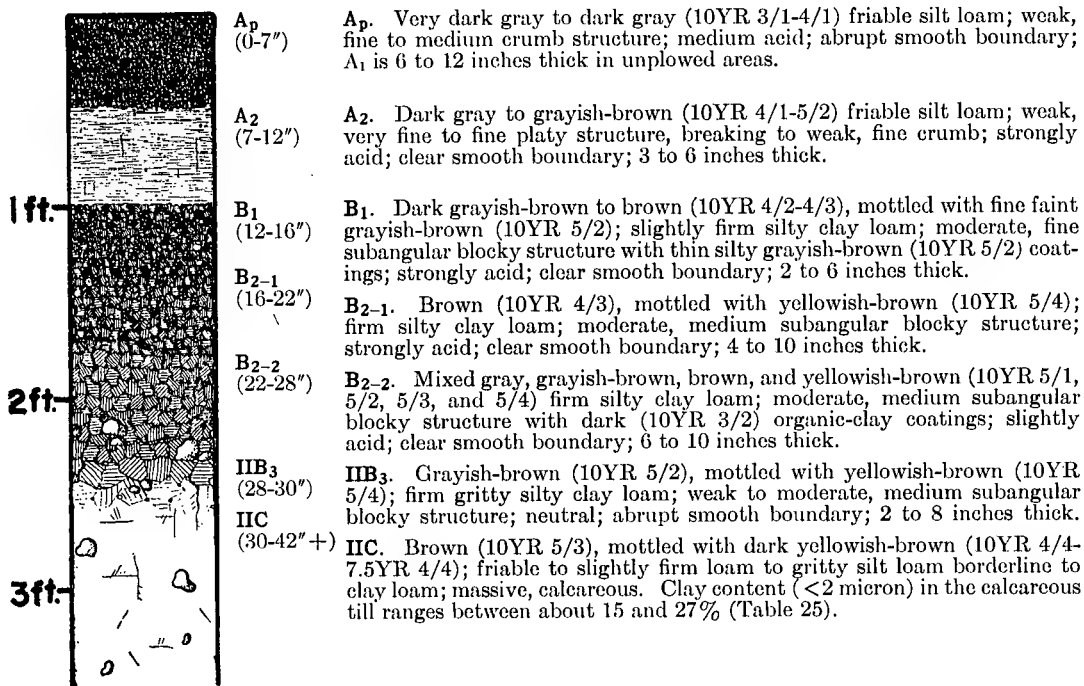 Ap
(0-7″)
A2
(7-12″)
1ft.
B1
(12-16″)
B2-1
(16-22″)
B2-2
(22-28″)
2ft.
IIB3
(28-30″)
IIC
(30-42″+)
3ft.
Ap. Very dark gray to dark gray (10YR 3/1-4/1) friable silt loam; weak,
fine to medium crumb structure; medium acid; abrupt smooth boundary;
A1 is 6 to 12 inches thick in unplowed areas.
A2. Dark gray to grayish-brown (10YR 4/1-5/2) friable silt loam; weak,
very fine to fine platy structure, breaking to weak, fine crumb; strongly
acid; clear smooth boundary; 3 to 6 inches thick.
B1. Dark grayish-brown to brown (10YR 4/2-4/3), mottled with fine faint
grayish-brown (10YR 5/2); slightly firm silty clay loam; moderate, fine
subangular blocky structure with thin silty grayish-brown (10YR 5/2) coat-
ings; strongly acid; clear smooth boundary; 2 to 6 inches thick.
B2-1. Brown (10YR 4/3), mottled with yellowish-brown (10YR 5/4);
firm silty clay loam; moderate, medium subangular blocky structure;
strongly acid; clear smooth boundary; 4 to 10 inches thick.
B2-2. Mixed gray, grayish-brown, brown, and yellowish-brown (10YR 5/1,
5/2, 5/3, and 5/4) firm silty clay loam; moderate, medium subangular
blocky structure with dark (10YR 3/2) organic-clay coatings; slightly
acid; clear smooth boundary; 6 to 10 inches thick.
IIB3. Grayish-brown (10YR 5/2), mottled with yellowish-brown (10YR
5/4); firm gritty silty clay loam; weak to moderate, medium subangular
blocky structure; neutral; abrupt smooth boundary; 2 to 8 inches thick.
IIC. Brown (10YR 5/3), mottled with dark yellowish-brown (10YR 4/4-
7.5YR 4/4); friable to slightly firm loam to gritty silt loam borderline to
clay loam; massive, calcareous. Clay content (<2 micron) in the calcareous
till ranges between about 15 and 27% (Table 25).